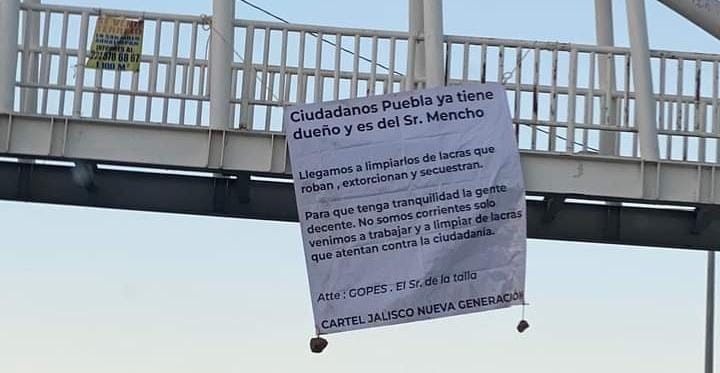 Ciudadanos Puebla ya tiene
dueño y es del Sr. Mencho
Llegamos a limpiarlos de lacras que
roban , extorcionan y secuestran.
Para que tenga tranquilidad la gente
decente. No somos corrientes solo
venimos a trabajar y a limpiar de lacras
que atentan contra la ciudadanía.
Atte : GOPES . El Sr. de la talla
CARTEL JALISCO NUEVA GENERACIÓN